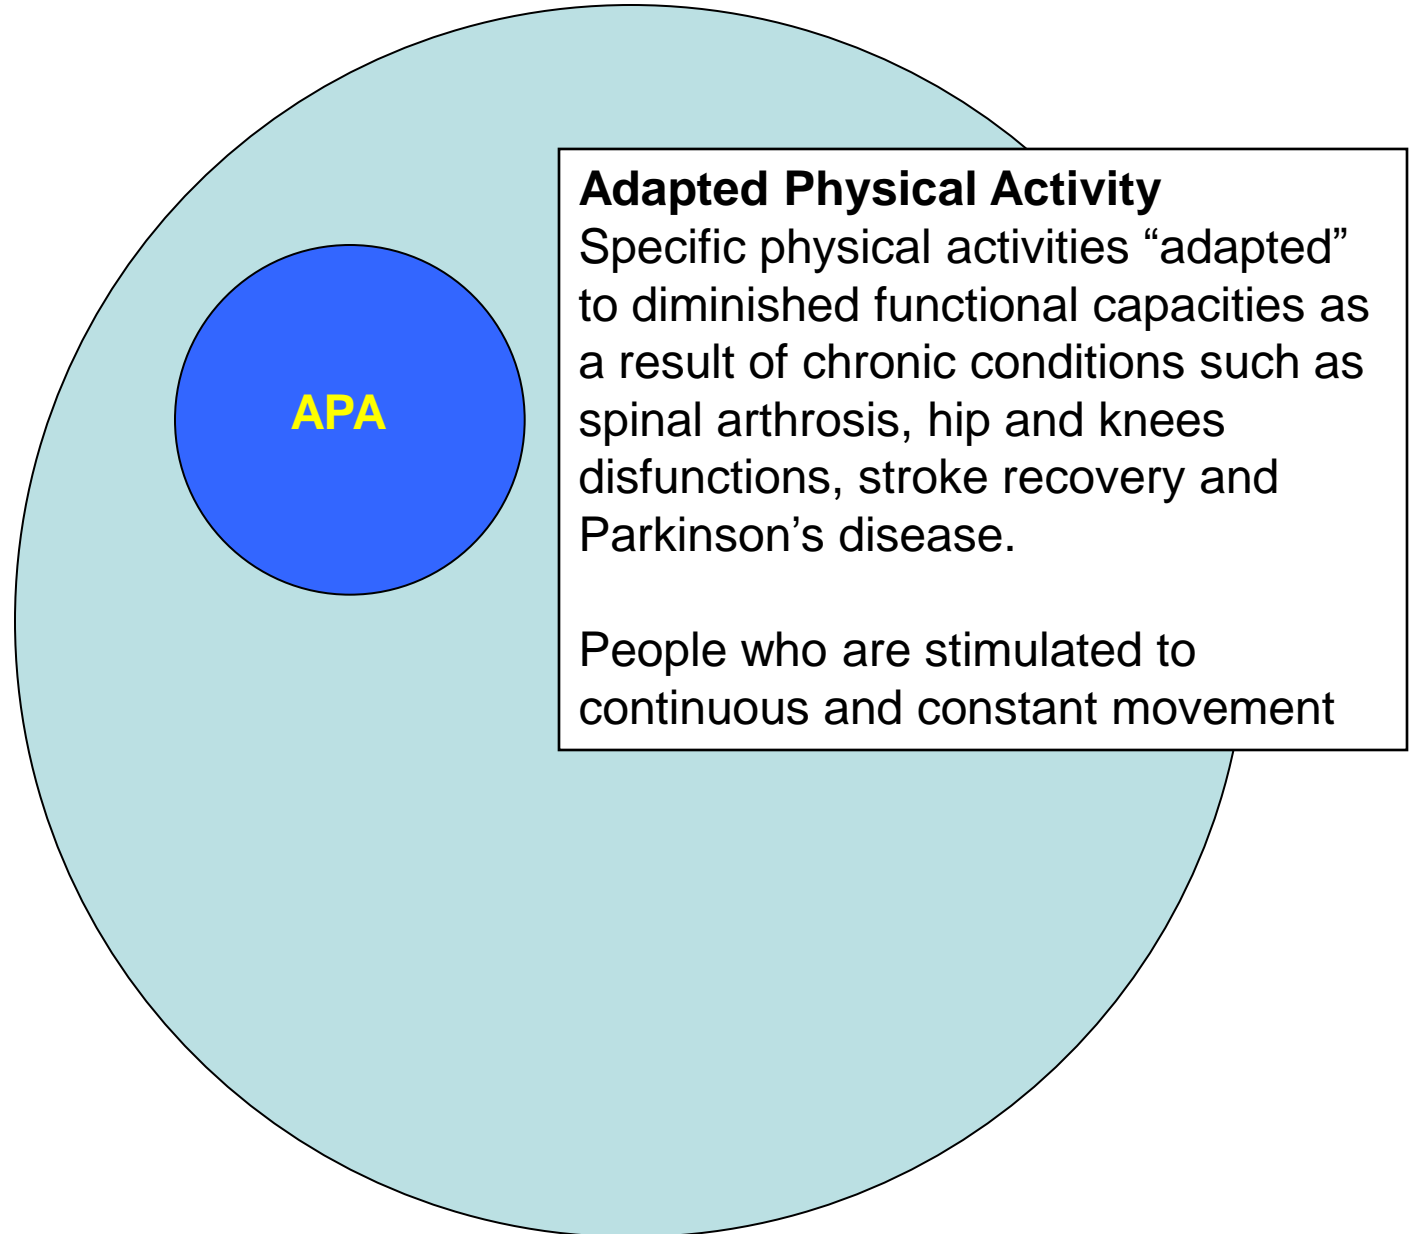 Adapted Physical Activity
Specific physical activities “adapted”
to diminished functional capacities as
a result of chronic conditions such as
spinal arthrosis, hip and knees
disfunctions, stroke recovery and
Parkinson’s disease.
People who are stimulated to
continuous and constant movement
APA